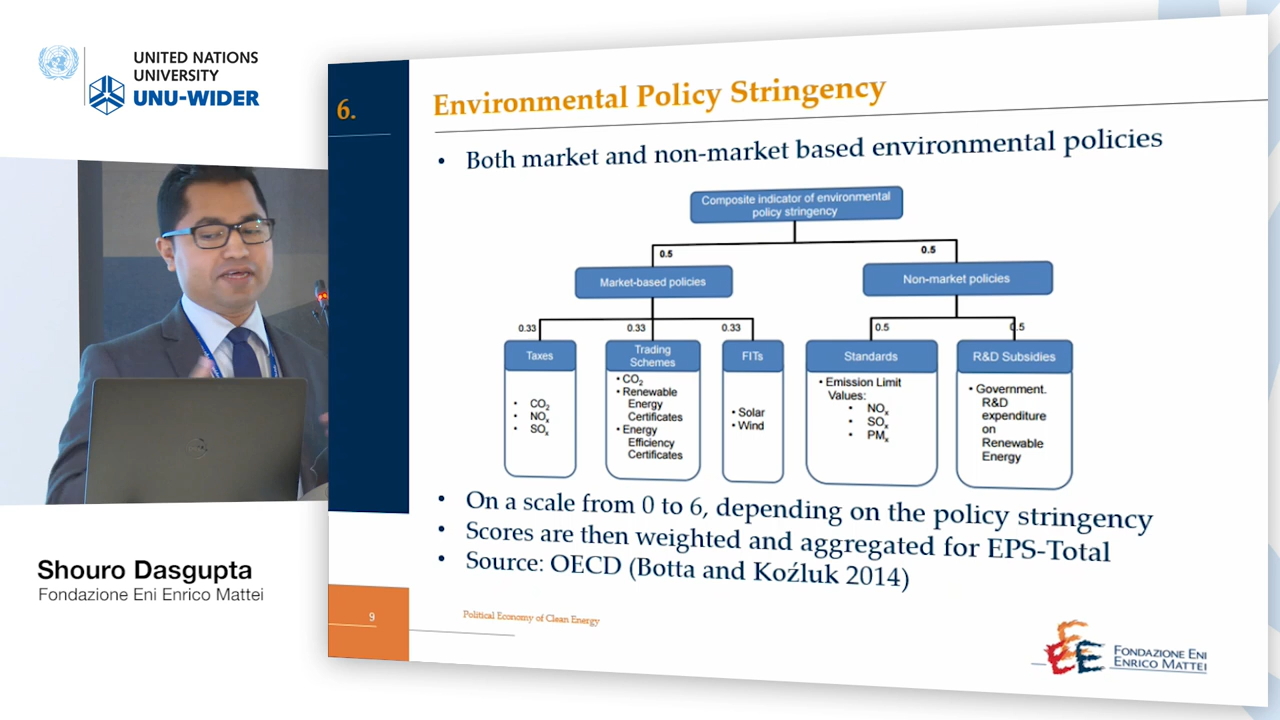 UNITED NATIONS
UNIVERSITY
UNU-WIDER
Shouro Dasgupta
Fondazione Eni Enrico Mattei
6.
Environmental Policy Stringency
• Both market and non-market based environmental policies
Composite indicator of environmental
policy stringency
0.5
0.5
Market-based policies
Non-market policies
0.33
0.33
0.33
0.5
0.5
Taxes
• CO₂
• NOₓ
• SOₓ
Trading
Schemes
• CO₂
• Renewable
Energy
Certificates
• Energy
Efficiency
Certificates
FITs
• Solar
• Wind
Standards
• Emission Limit
Values:
• NOₓ
• SOₓ
• PMₓ
R&D Subsidies
• Government.
R&D
expenditure
on
Renewable
Energy
• On a scale from 0 to 6, depending on the policy stringency
• Scores are then weighted and aggregated for EPS-Total
• Source: OECD (Botta and Koźluk 2014)
9
Political Economy of Clean Energy
FONDAZIONE ENI
ENRICO MATTEI